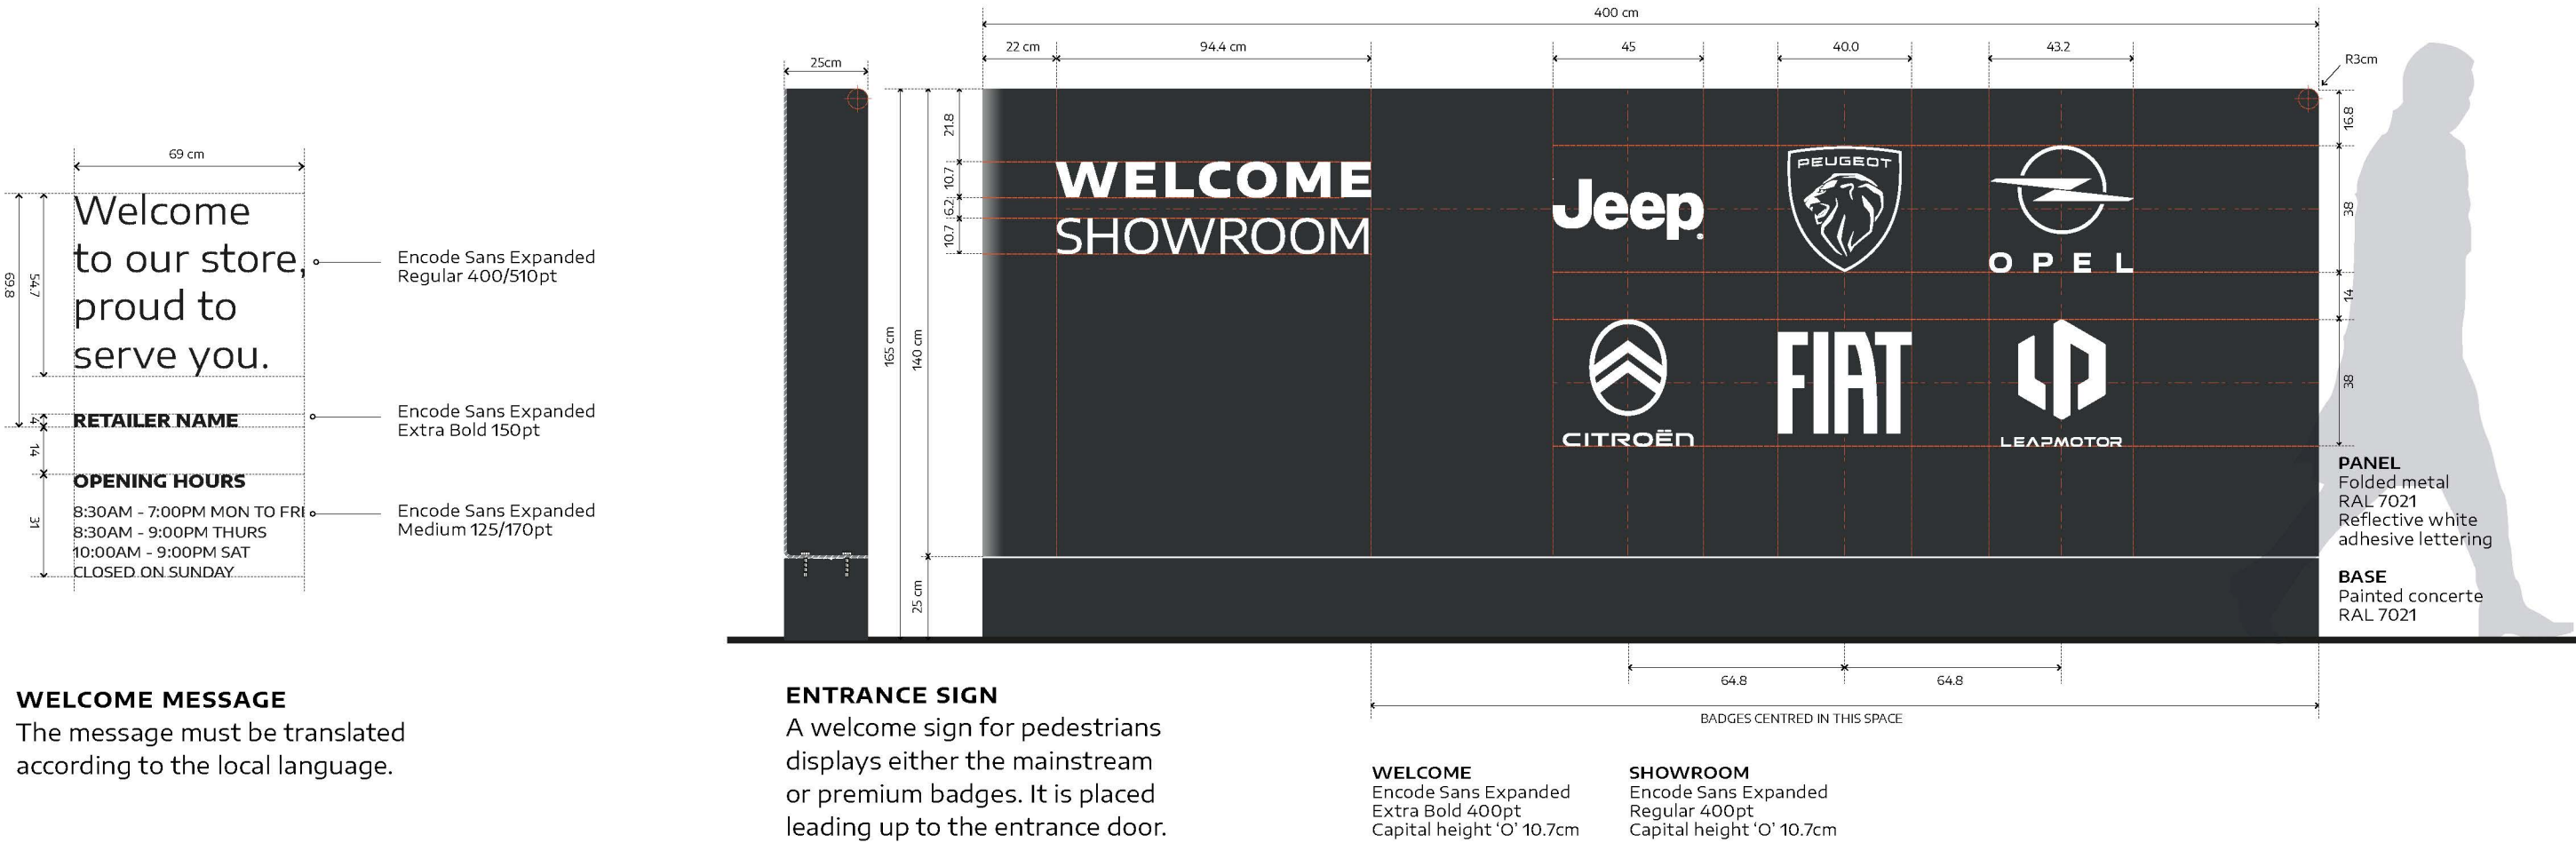 69 cm
69.8
54.7
4
14
31
Welcome
to our store,
proud to
serve you.
RETAILER NAME
OPENING HOURS
8:30AM - 7:00PM MON TO FRI
8:30AM - 9:00PM THURS
10:00AM - 9:00PM SAT
CLOSED ON SUNDAY
Encode Sans Expanded
Regular 400/510pt
Encode Sans Expanded
Extra Bold 150pt
Encode Sans Expanded
Medium 125/170pt
WELCOME MESSAGE
The message must be translated
according to the local language.
25cm
165 cm
140 cm
25 cm
400 cm
22 cm
94.4 cm
45
40.0
43.2
R3cm
21.8
10.7
6.2
10.7
WELCOME
SHOWROOM
Jeep
PEUGEOT
OPEL
CITROËN
FIAT
LEAPMOTOR
16.8
38
14
38
PANEL
Folded metal
RAL 7021
Reflective white
adhesive lettering
BASE
Painted concerte
RAL 7021
64.8
64.8
BADGES CENTRED IN THIS SPACE
ENTRANCE SIGN
A welcome sign for pedestrians
displays either the mainstream
or premium badges. It is placed
leading up to the entrance door.
WELCOME
Encode Sans Expanded
Extra Bold 400pt
Capital height ‘O’ 10.7cm
SHOWROOM
Encode Sans Expanded
Regular 400pt
Capital height ‘O’ 10.7cm